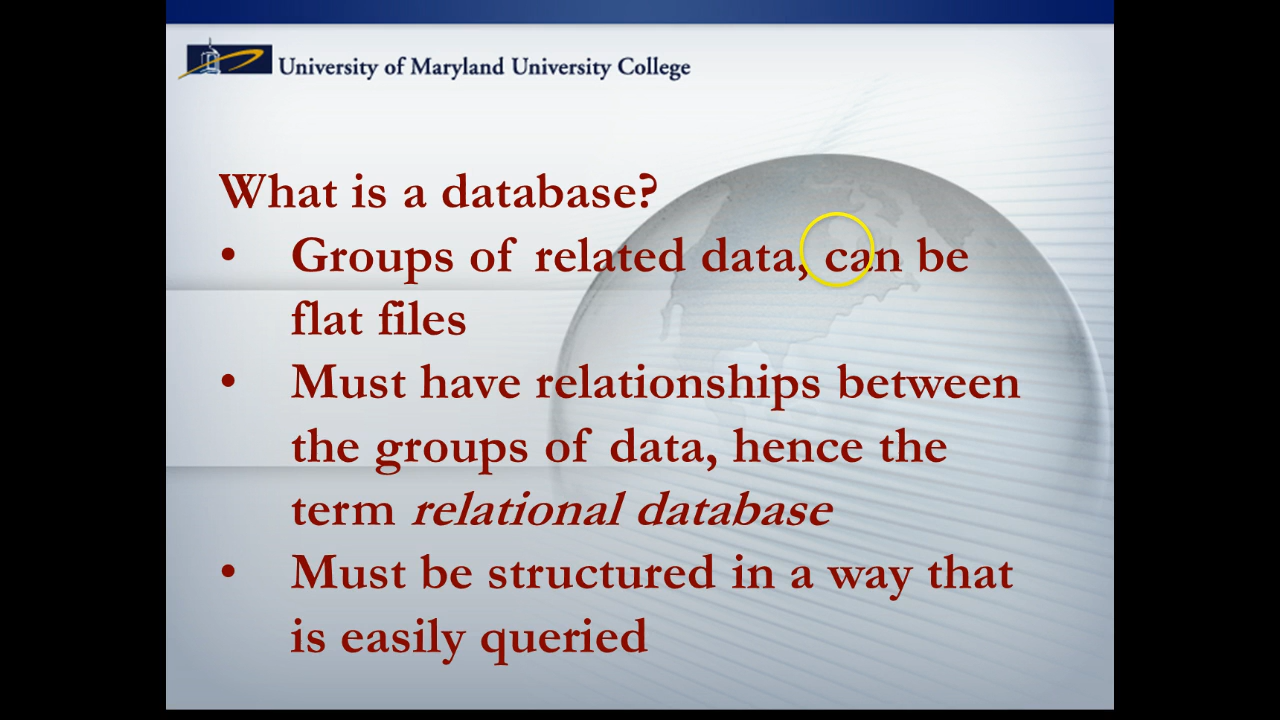 University of Maryland University College
What is a database?
• Groups of related data, can be
flat files
• Must have relationships between
the groups of data, hence the
term relational database
• Must be structured in a way that
is easily queried